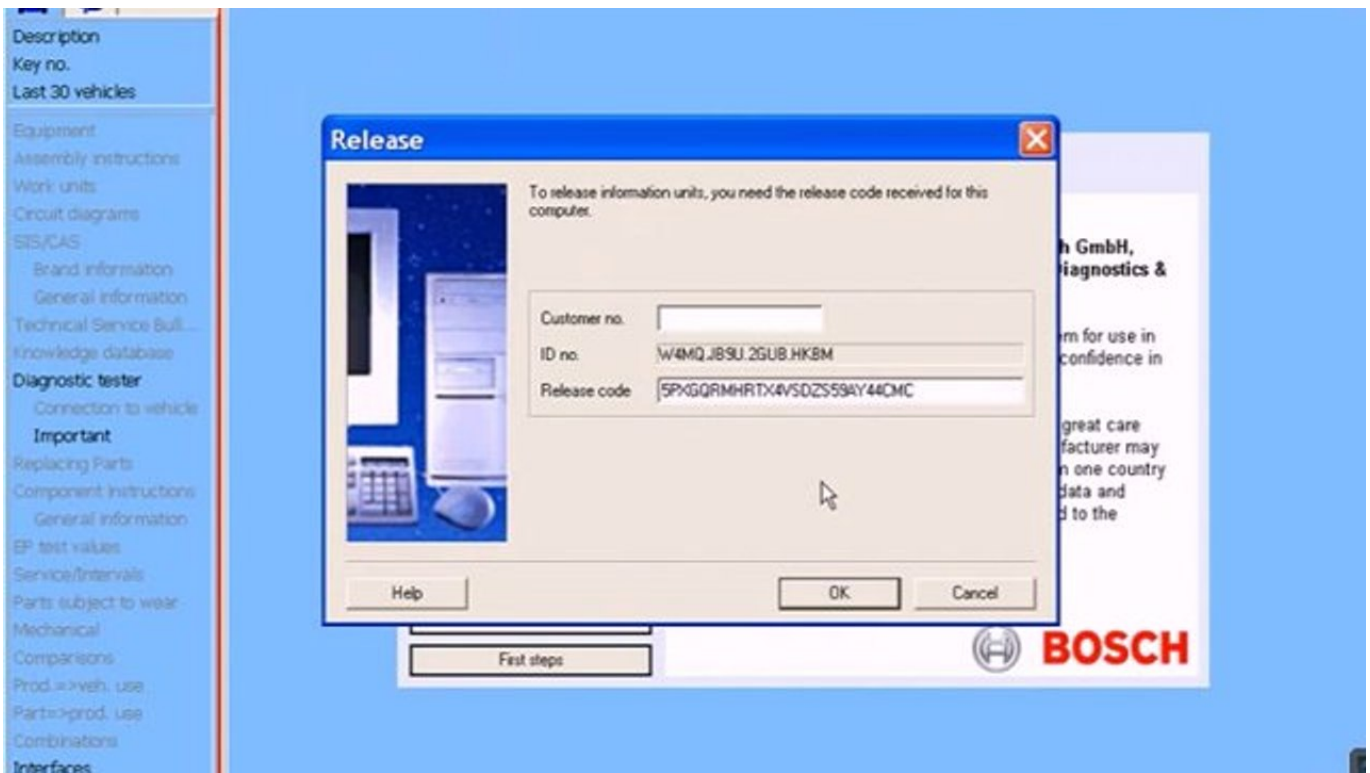 Description
Key no.
Last 30 vehicles
Equipment
Assembly instructions
Work units
Circuit diagrams
SIS/CAS
Brand information
General information
Technical Service Bull...
Knowledge database
Diagnostic tester
Connection to vehicle
Important
Replacing Parts
Component instructions
General information
EP test values
Service/Intervals
Parts subject to wear
Mechanical
Comparisons
Prod.=>veh. use
Part=>prod. use
Combinations
Interfaces
Release
To release information units, you need the release code received for this
computer.
Customer no.
ID no. W4MQ.JB9U.2GUB.HKBM
Release code 5PXGQRMHRTX4VSDZS59AY44CMC
Help
OK
Cancel
h GmbH,
iagnostics &
m for use in
confidence in
great care
facturer may
n one country
data and
d to the
First steps
BOSCH